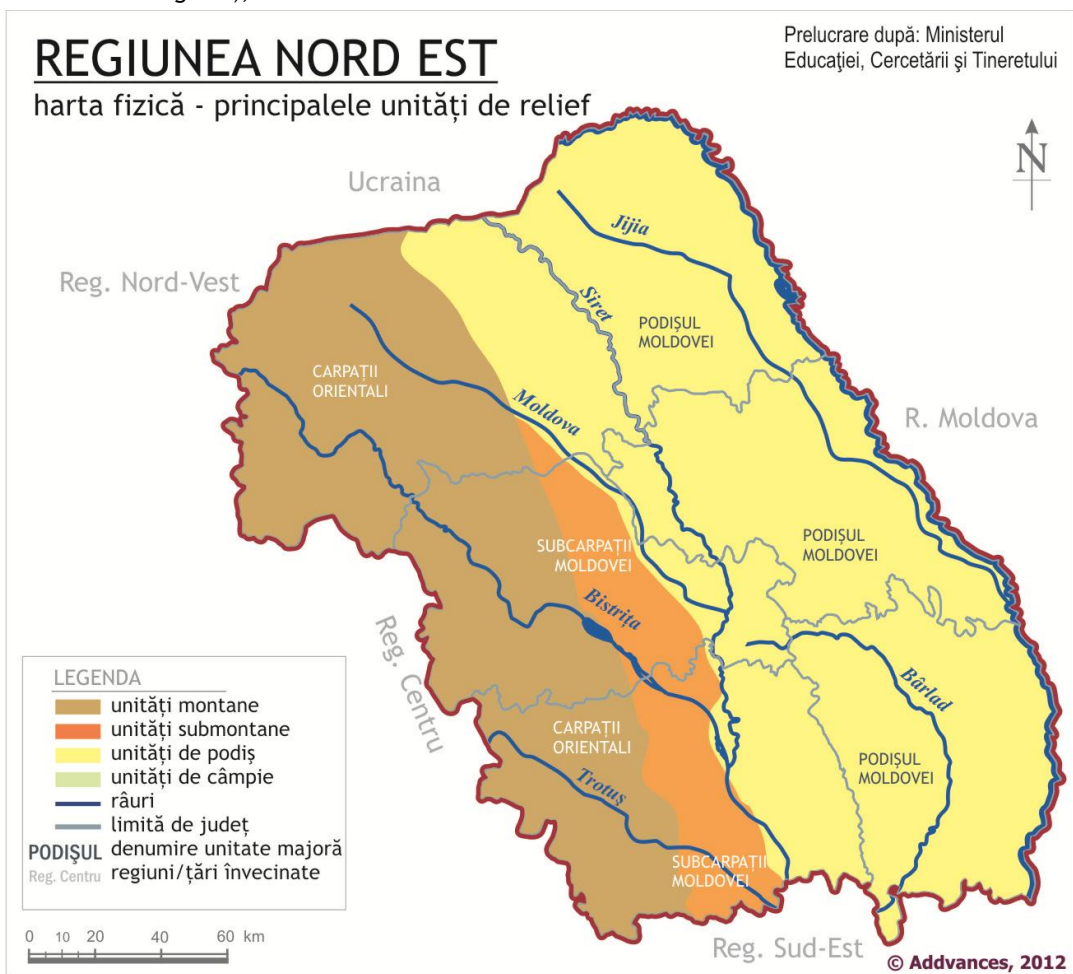 REGIUNEA NORD EST
harta fizică - principalele unități de relief
Prelucrare după: Ministerul
Educaţiei, Cercetării şi Tineretului
N
Ucraina
Reg. Nord-Vest
Jijia
Siret
PODIȘUL
MOLDOVEI
CARPAȚII
ORIENTALI
Moldova
R. Moldova
SUBCARPAȚII
MOLDOVEI
PODIȘUL
MOLDOVEI
Bistrița
Reg. Centru
Bârlad
CARPAȚII
ORIENTALI
PODIȘUL
MOLDOVEI
Trotuș
SUBCARPAȚII
MOLDOVEI
LEGENDA
unități montane
unități submontane
unități de podiș
unități de câmpie
râuri
limită de județ
PODIȘUL denumire unitate majoră
Reg. Centru regiuni/țări învecinate
0 10 20 40 60 km
Reg. Sud-Est
© Addvances, 2012